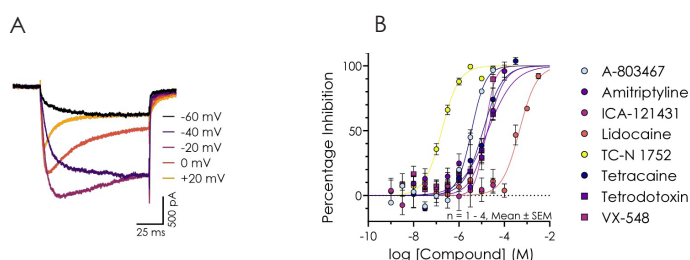 A
-60 mV
-40 mV
-20 mV
0 mV
+20 mV
500 pA
25 ms
B
Percentage Inhibition
100
50
0
n = 1 - 4, Mean ± SEM
-10
-8
-6
-4
-2
log [Compound] (M)
A-803467
Amitriptyline
ICA-121431
Lidocaine
TC-N 1752
Tetracaine
Tetrodotoxin
VX-548